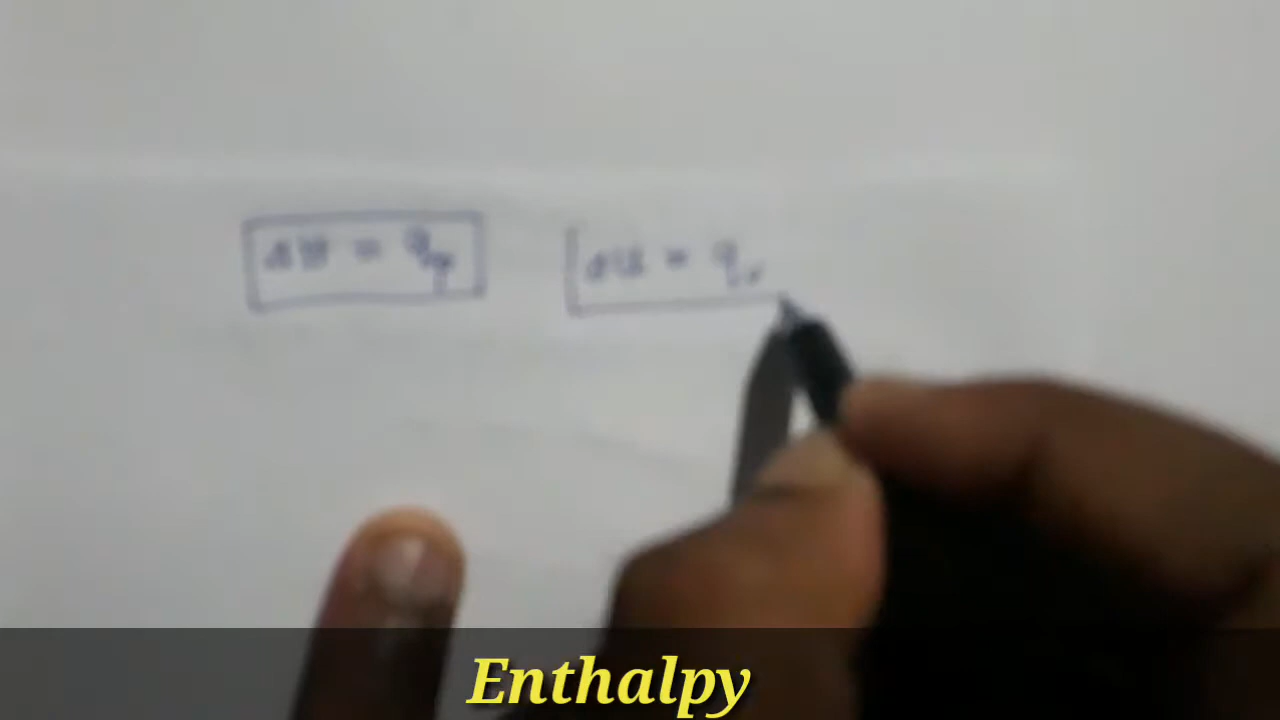 ΔH = qp ΔU = qv
Enthalpy